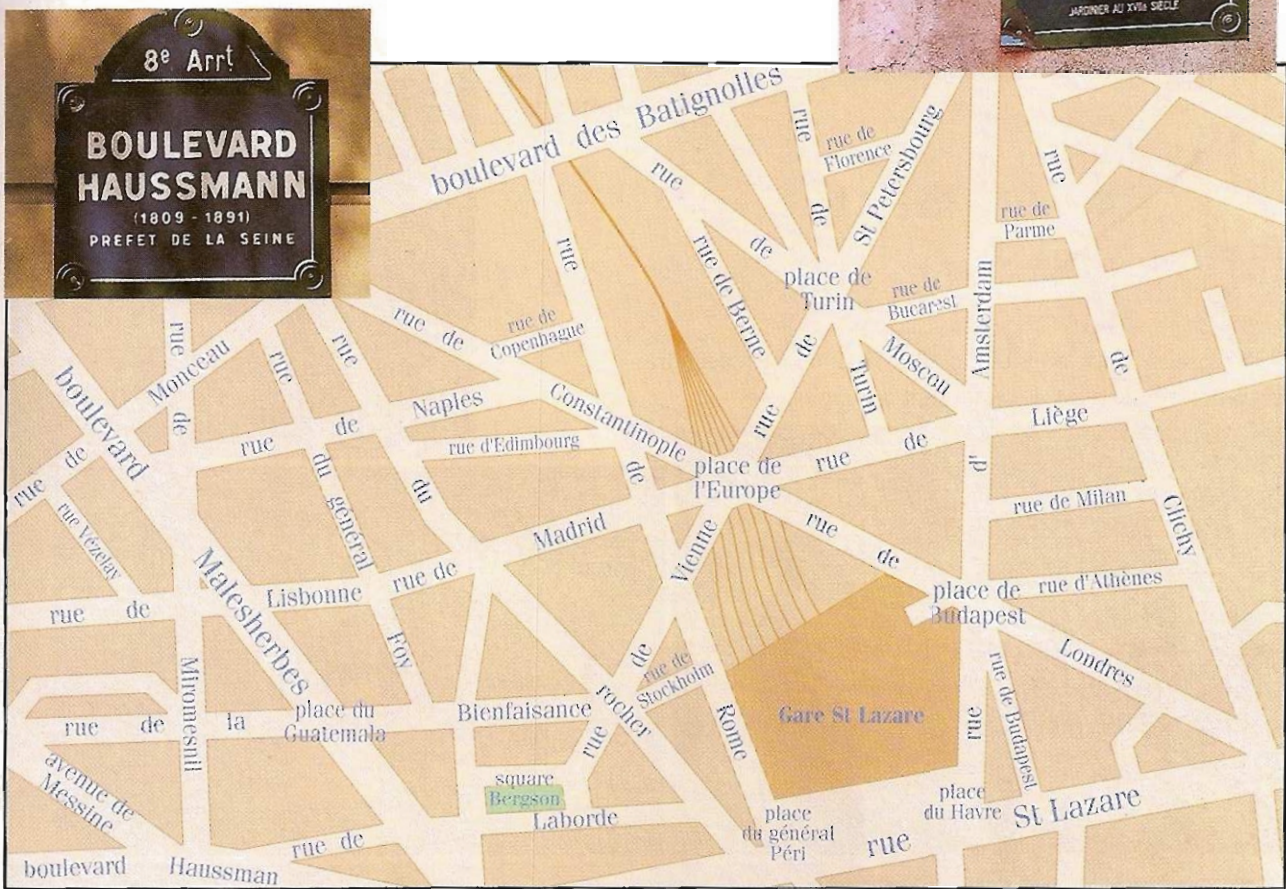 8e Arrt
BOULEVARD
HAUSSMANN
(1809 - 1891)
PREFET DE LA SEINE
JARDINIER AU XVIIe SIÈCLE
boulevard des Batignolles
rue de
rue de
Florence
St Petersbourg
rue de
rue de
Parme
rue de Berne
place de
Turin
rue de
Bucarest
Moscou
Turin
rue d'Amsterdam
rue de Clichy
rue de
Copenhague
rue de Constantinople
rue de Rome
boulevard Malesherbes
rue de Monceau
rue de Miromesnil
rue du général Foy
rue du rocher
rue de Naples
rue d'Edimbourg
place de
l'Europe
rue de Liège
rue de Milan
rue Vézelay
rue de Lisbonne
rue de Madrid
rue de Vienne
rue de Londres
place de
Budapest
rue d'Athènes
rue de
Stockholm
rue de Budapest
Gare St Lazare
rue de la Bienfaisance
place du
Guatemala
avenue de
Messine
square
Bergson
rue de Laborde
place
du général
Péri
place
du Havre
rue St Lazare
boulevard Haussman